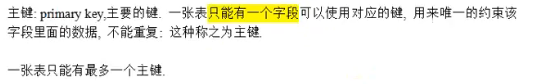 主键: primary key,主要的键. 一张表只能有一个字段可以使用对应的键, 用来唯一的约束该
字段里面的数据, 不能重复: 这种称之为主键.
一张表只能有最多一个主键.